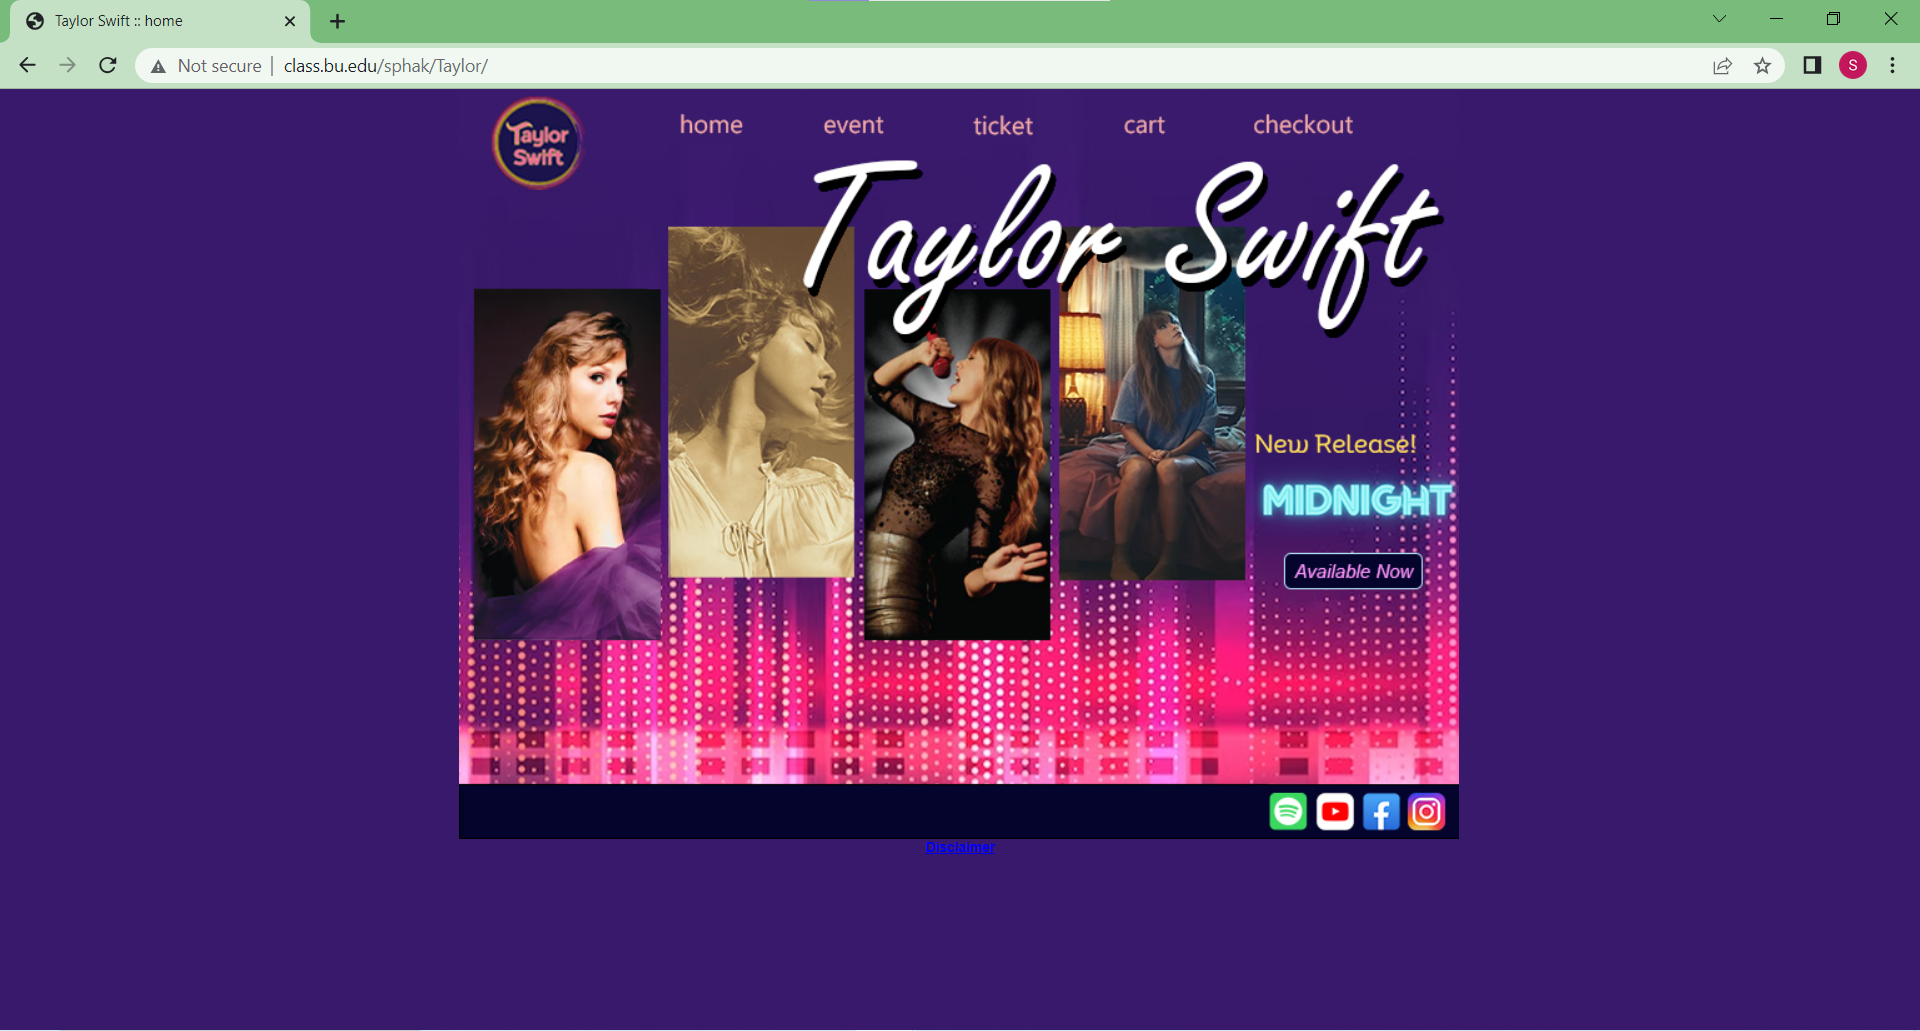 Taylor Swift :: home
Not secure | class.bu.edu/sphak/Taylor/
S
Taylor
Swift
home event ticket cart checkout
Taylor Swift
New Release!
MIDNIGHT
Available Now
Disclaimer